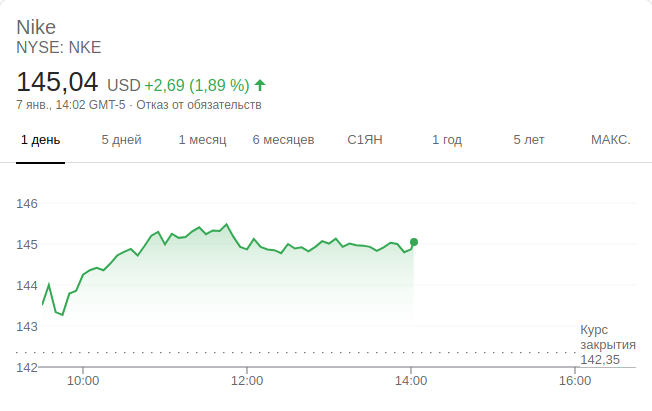 Nike
NYSE: NKE
145,04 USD +2,69 (1,89 %)
7 янв., 14:02 GMT-5 · Отказ от обязательств
1 день 5 дней 1 месяц 6 месяцев С1ЯН 1 год 5 лет МАКС.
146
145
144
143
Курс
закрытия
142,35
142
10:00 12:00 14:00 16:00